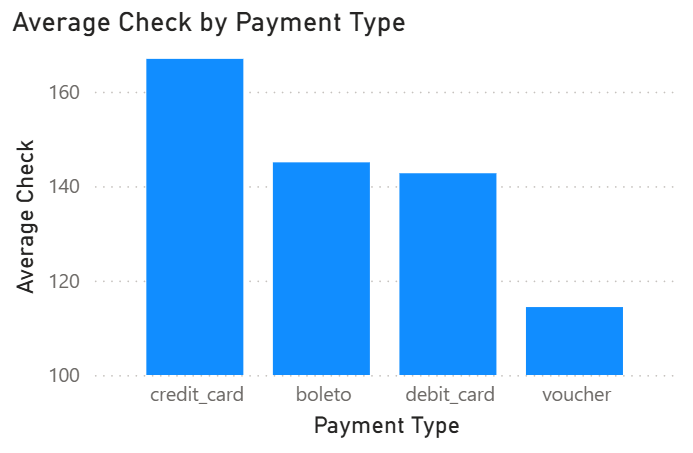 Average Check by Payment Type
160
140
120
100
Average Check
credit_card boleto debit_card voucher
Payment Type